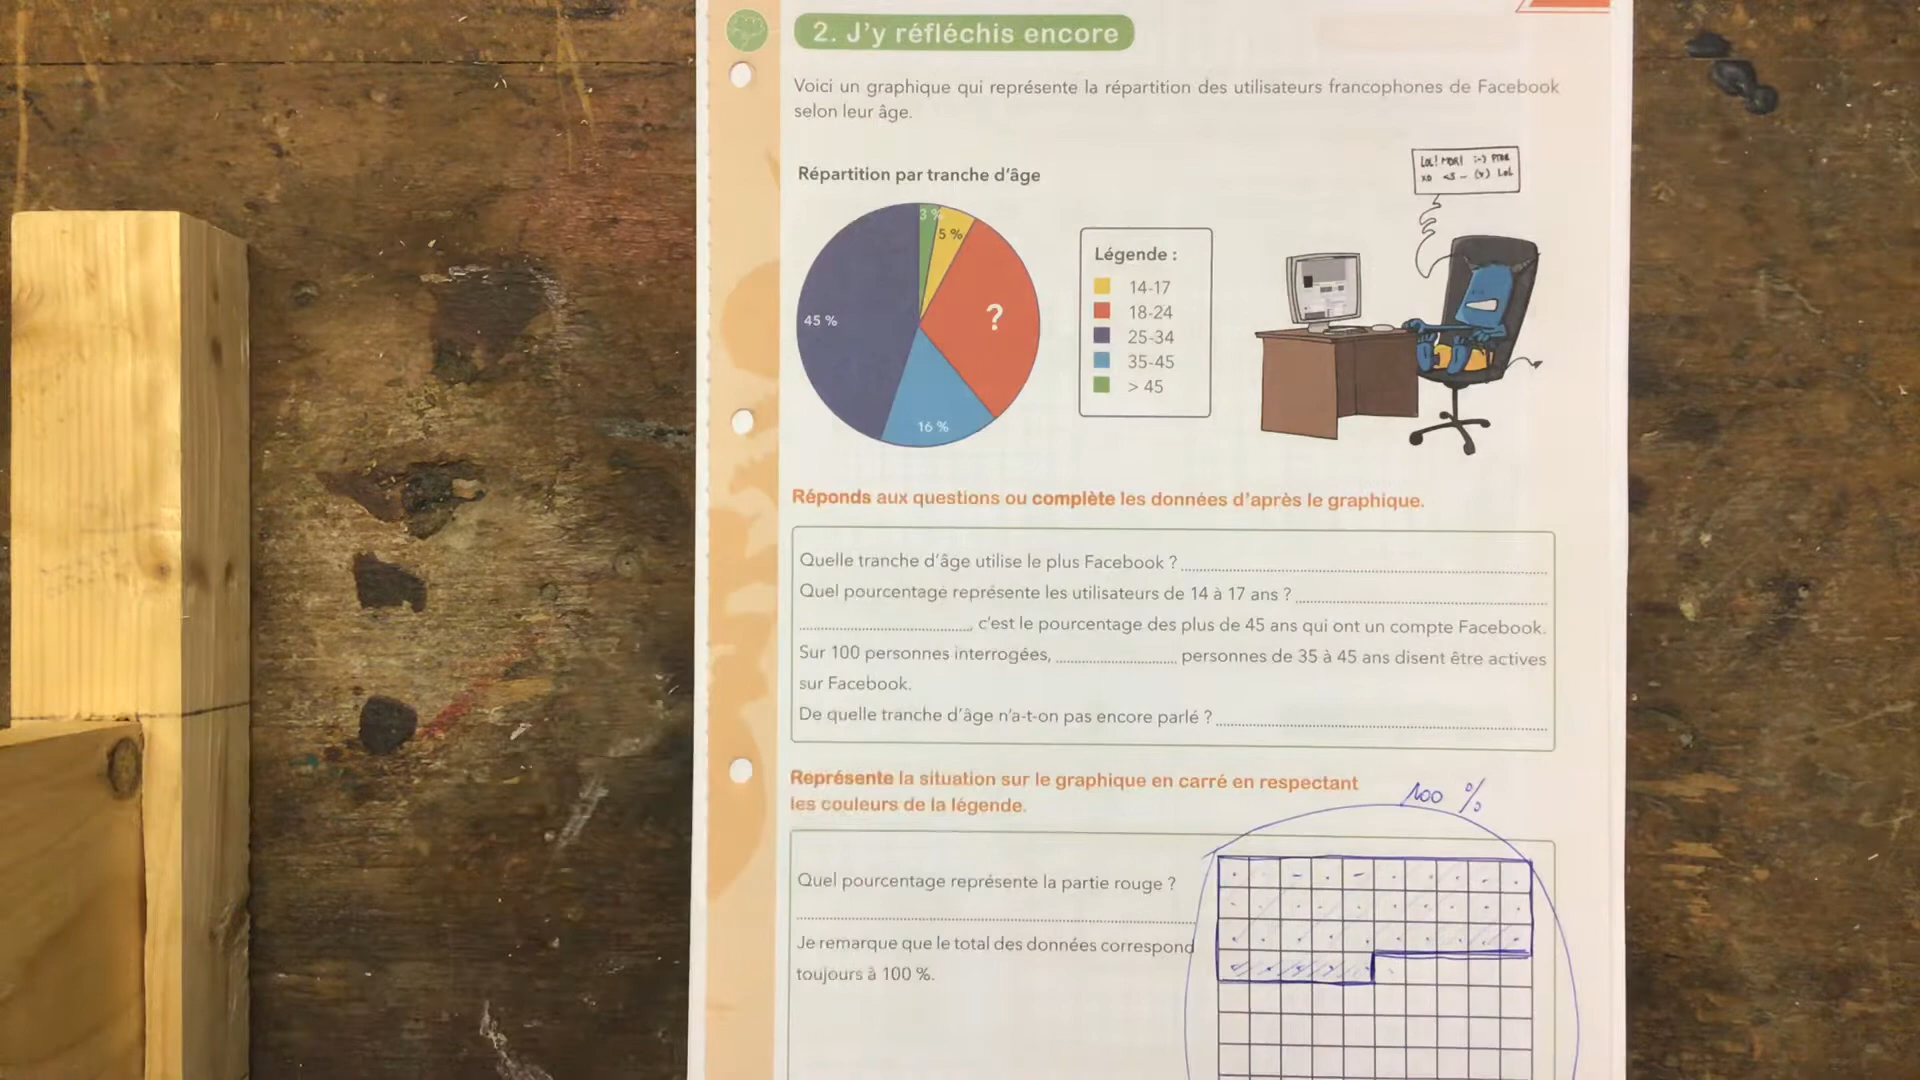 2. J'y réfléchis encore
Voici un graphique qui représente la répartition des utilisateurs francophones de Facebook
selon leur âge.
Répartition par tranche d'âge
3 %
5 %
?
45 %
16 %
Légende :
14-17
18-24
25-34
35-45
> 45
LOL! MDR! :-) PTDR
XD <3 – (Y) LOL
Réponds aux questions ou complète les données d'après le graphique.
Quelle tranche d'âge utilise le plus Facebook ?
Quel pourcentage représente les utilisateurs de 14 à 17 ans ?
c'est le pourcentage des plus de 45 ans qui ont un compte Facebook.
Sur 100 personnes interrogées, personnes de 35 à 45 ans disent être actives
sur Facebook.
De quelle tranche d'âge n'a-t-on pas encore parlé ?
Représente la situation sur le graphique en carré en respectant
les couleurs de la légende.
100 %
Quel pourcentage représente la partie rouge ?
Je remarque que le total des données correspond
toujours à 100 %.